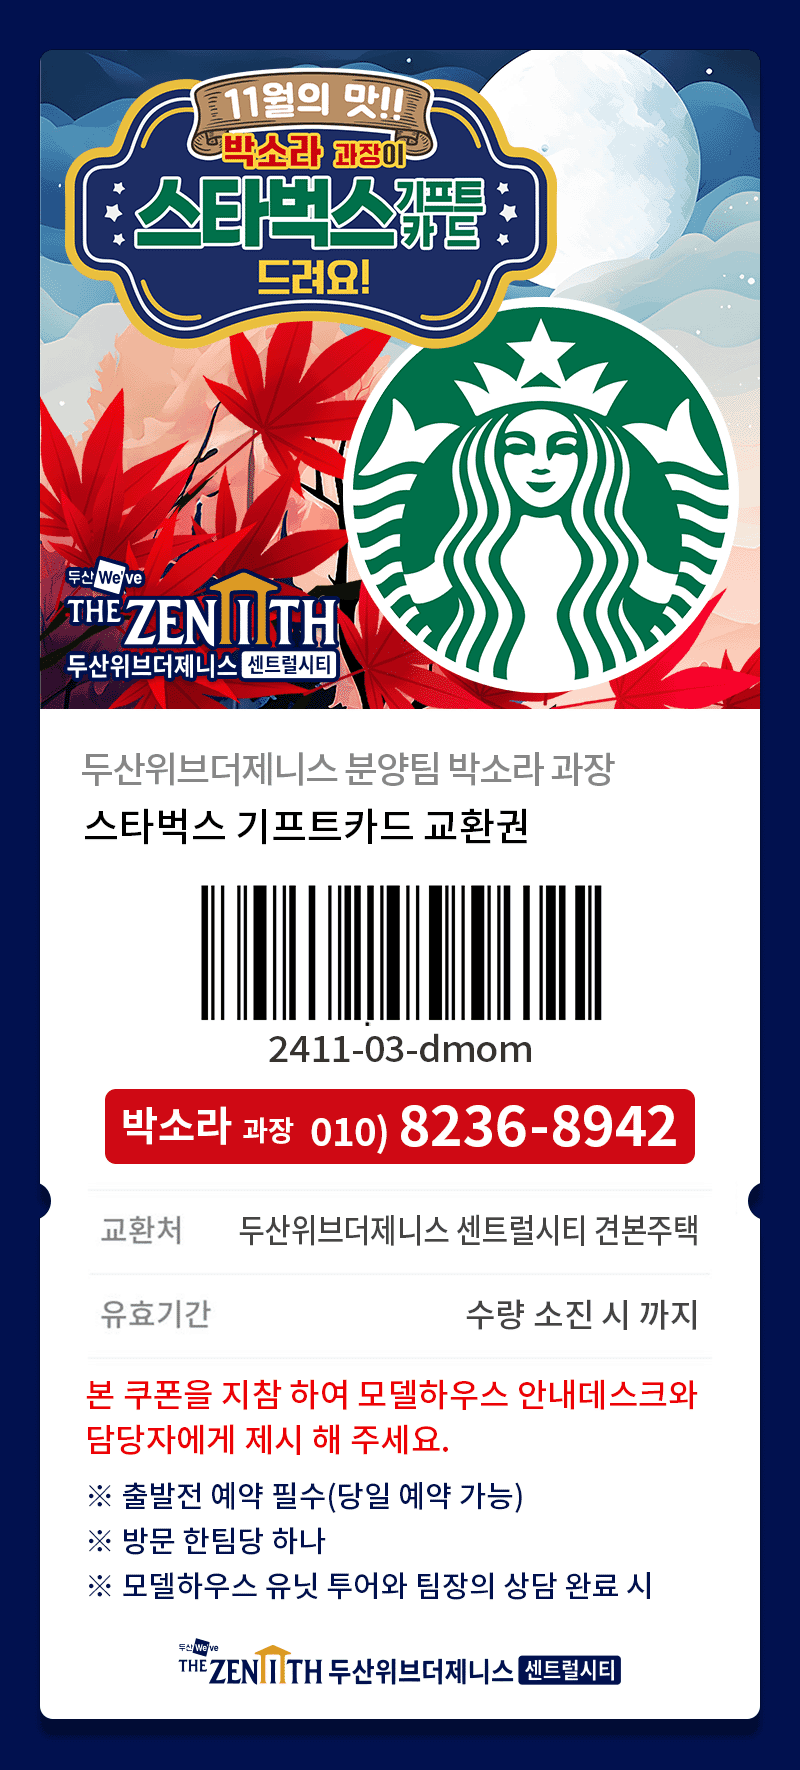 11월의 맛!!
박소라 과장이
스타벅스 기프트
카드
드려요!
두산 We've
THE ZENITH
두산위브더제니스 센트럴시티
두산위브더제니스 분양팀 박소라 과장
스타벅스 기프트카드 교환권
2411-03-dmom
박소라 과장 010) 8236-8942
교환처 두산위브더제니스 센트럴시티 견본주택
유효기간 수량 소진 시 까지
본 쿠폰을 지참 하여 모델하우스 안내데스크와
담당자에게 제시 해 주세요.
※ 출발전 예약 필수(당일 예약 가능)
※ 방문 한팀당 하나
※ 모델하우스 유닛 투어와 팀장의 상담 완료 시
두산 We've
THE ZENITH 두산위브더제니스 센트럴시티